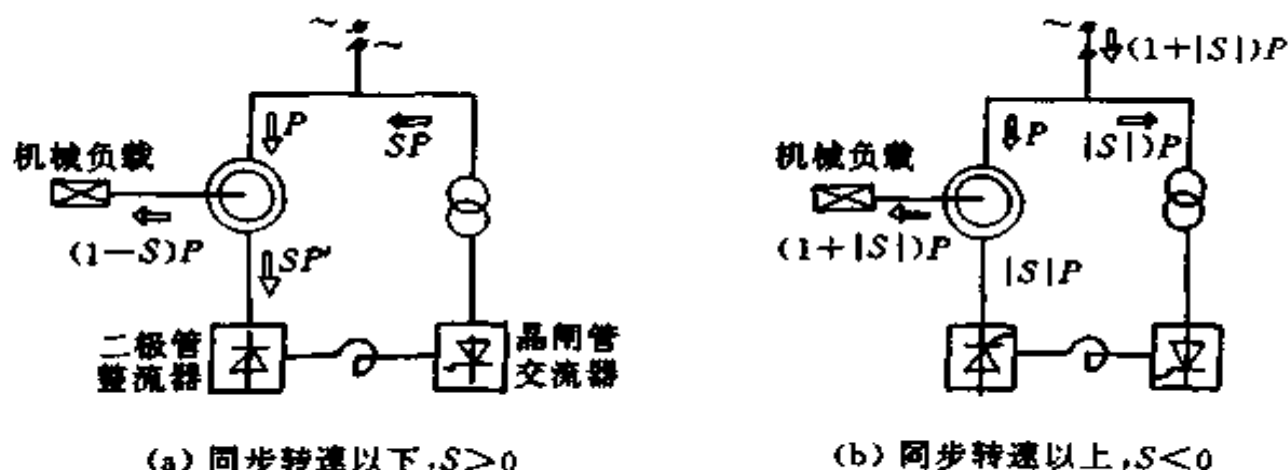 ~
~
P
SP
机械负载
(1-S)P
SP'
二极管
整流器
晶闸管
交流器
(a) 同步转速以下,S>0
(1+|S|)P
P
|S|)P
机械负载
(1+|S|)P
|S|P
(b) 同步转速以上,S<0